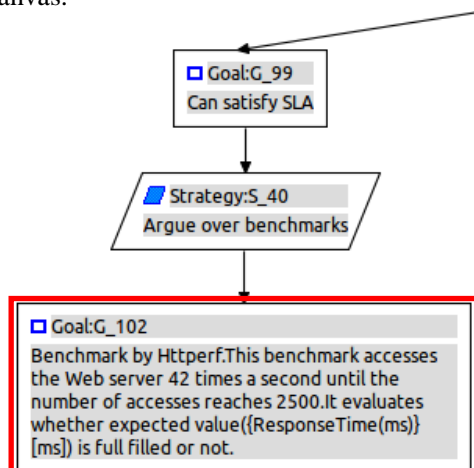 Goal:G_99
Can satisfy SLA
Strategy:S_40
Argue over benchmarks
Goal:G_102
Benchmark by Httperf.This benchmark accesses
the Web server 42 times a second until the
number of accesses reaches 2500.It evaluates
whether expected value({ResponseTime(ms)}
[ms]) is full filled or not.